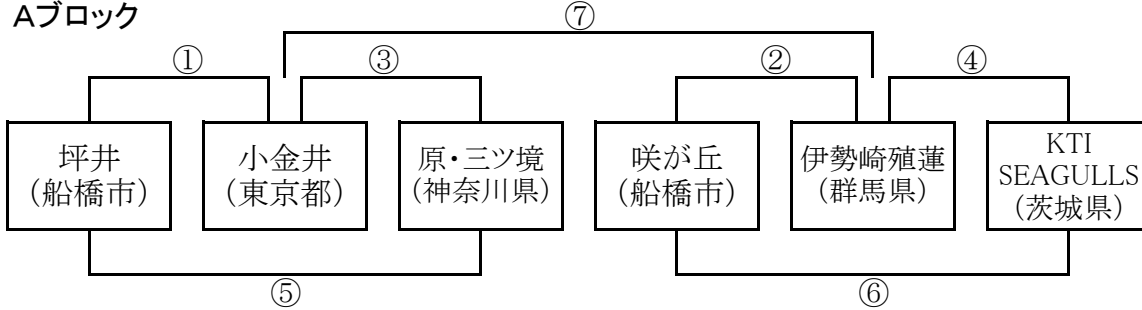 Aブロック
⑦
① ③ ② ④
坪井
(船橋市)
小金井
(東京都)
原・三ツ境
(神奈川県)
咲が丘
(船橋市)
伊勢崎殖蓮
(群馬県)
KTI
SEAGULLS
(茨城県)
⑤ ⑥